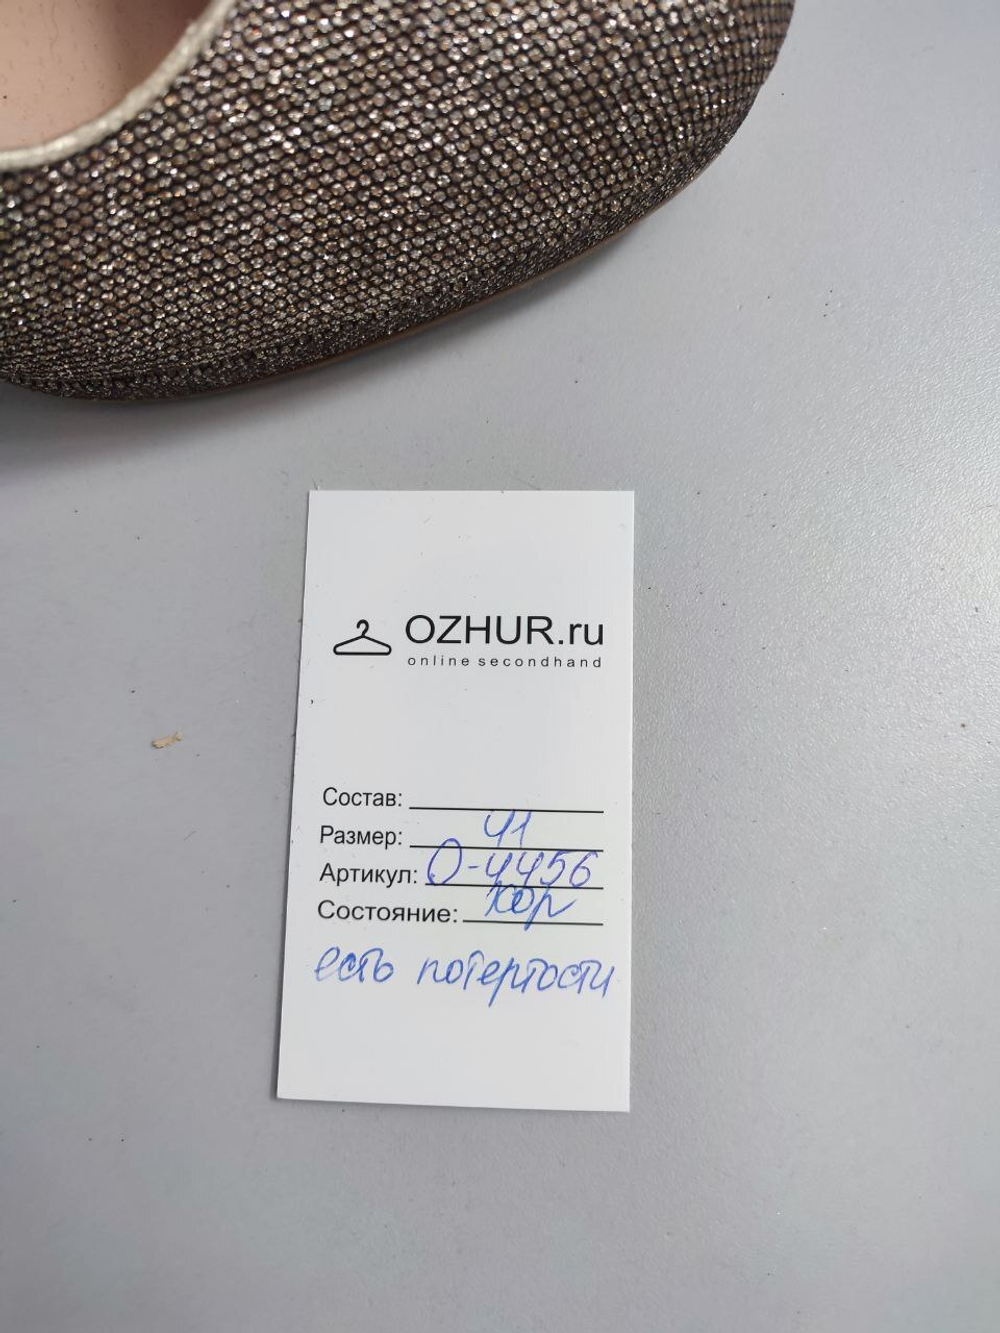 OZHUR.ru
online secondhand
Состав:
Размер: 41
Артикул: О-4456
Состояние: хор
есть потертости